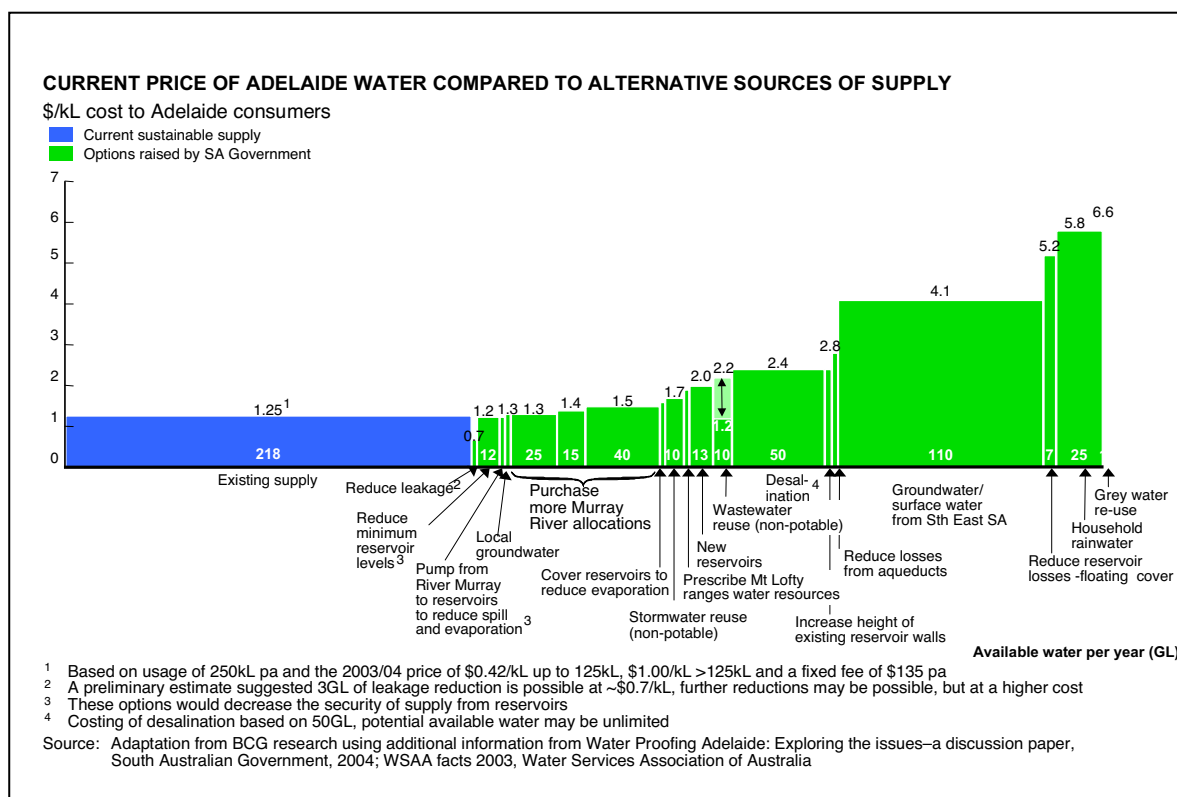 CURRENT PRICE OF ADELAIDE WATER COMPARED TO ALTERNATIVE SOURCES OF SUPPLY
$/kL cost to Adelaide consumers
Current sustainable supply
Options raised by SA Government
7
6
5
4
3
2
1
0
1.25 1
0.7
1.2
1.3
1.3
1.4
1.5
1.7
2.0
2.2
1.2
2.4
2.8
4.1
5.2
5.8
6.6
218
12
25
15
40
10
13
10
50
110
7
25
Existing supply
Reduce leakage 2
Reduce
minimum
reservoir
levels 3
Pump from
River Murray
to reservoirs
to reduce spill
and evaporation 3
Local
groundwater
Purchase
more Murray
River allocations
Cover reservoirs to
reduce evaporation
Stormwater reuse
(non-potable)
Prescribe Mt Lofty
ranges water resources
New
reservoirs
Wastewater
reuse (non-potable)
Desal-
ination 4
Increase height of
existing reservoir walls
Reduce losses
from aqueducts
Groundwater/
surface water
from Sth East SA
Reduce reservoir
losses -floating cover
Household
rainwater
Grey water
re-use
Available water per year (GL)
1 Based on usage of 250kL pa and the 2003/04 price of $0.42/kL up to 125kL, $1.00/kL >125kL and a fixed fee of $135 pa
2 A preliminary estimate suggested 3GL of leakage reduction is possible at ~$0.7/kL, further reductions may be possible, but at a higher cost
3 These options would decrease the security of supply from reservoirs
4 Costing of desalination based on 50GL, potential available water may be unlimited
Source: Adaptation from BCG research using additional information from Water Proofing Adelaide: Exploring the issues–a discussion paper,
South Australian Government, 2004; WSAA facts 2003, Water Services Association of Australia